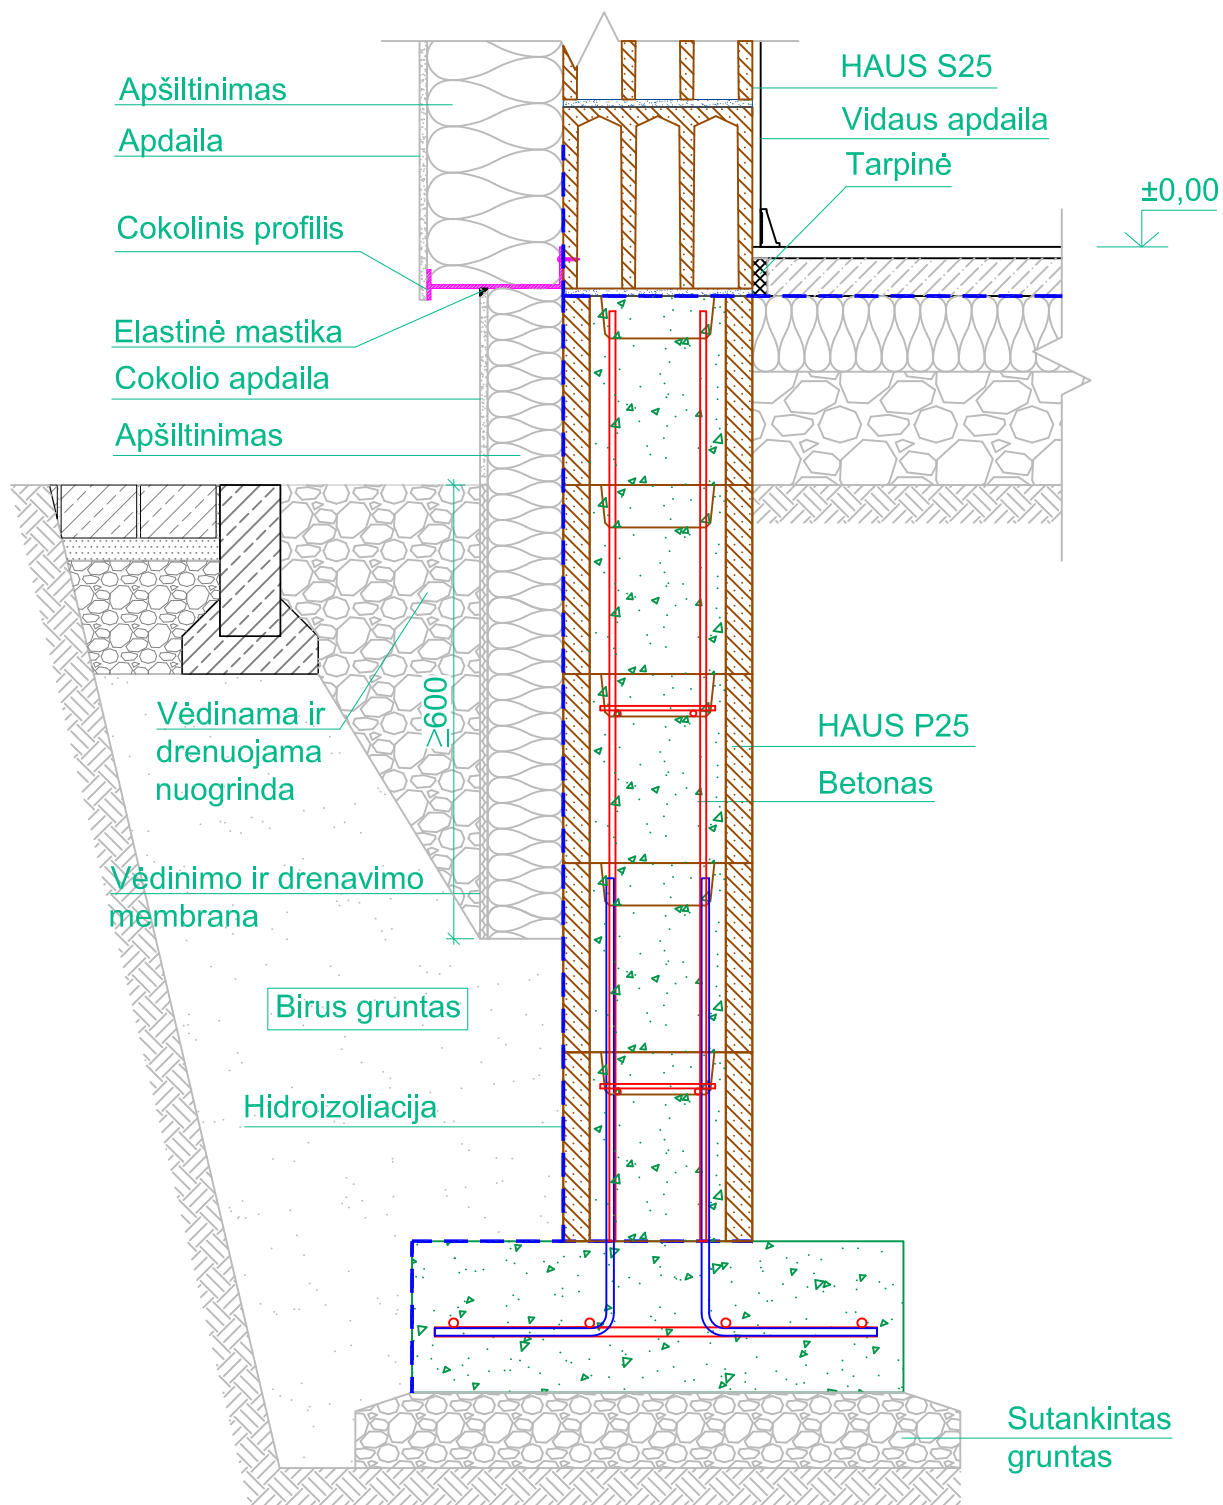 HAUS S25
Apšiltinimas
Vidaus apdaila
Apdaila
Tarpinė
±0,00
Cokolinis profilis
Elastinė mastika
Cokolio apdaila
Apšiltinimas
≥600
Vėdinama ir
drenuojama
nuogrinda
HAUS P25
Betonas
Vėdinimo ir drenavimo
membrana
Birus gruntas
Hidroizoliacija
Sutankintas
gruntas